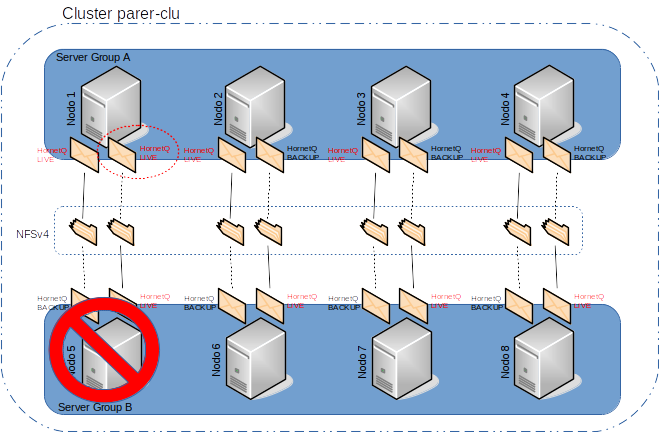 Cluster parer-clu
Server Group A
Nodo 1
Nodo 2
Nodo 3
Nodo 4
HornetQ
LIVE
HornetQ
LIVE
HornetQ
LIVE
HornetQ
BACKUP
HornetQ
LIVE
HornetQ
BACKUP
HornetQ
LIVE
HornetQ
BACKUP
NFSv4
HornetQ
BACKUP
HornetQ
LIVE
HornetQ
BACKUP
HornetQ
LIVE
HornetQ
BACKUP
HornetQ
LIVE
HornetQ
BACKUP
HornetQ
LIVE
Nodo 5
Nodo 6
Nodo 7
Nodo 8
Server Group B